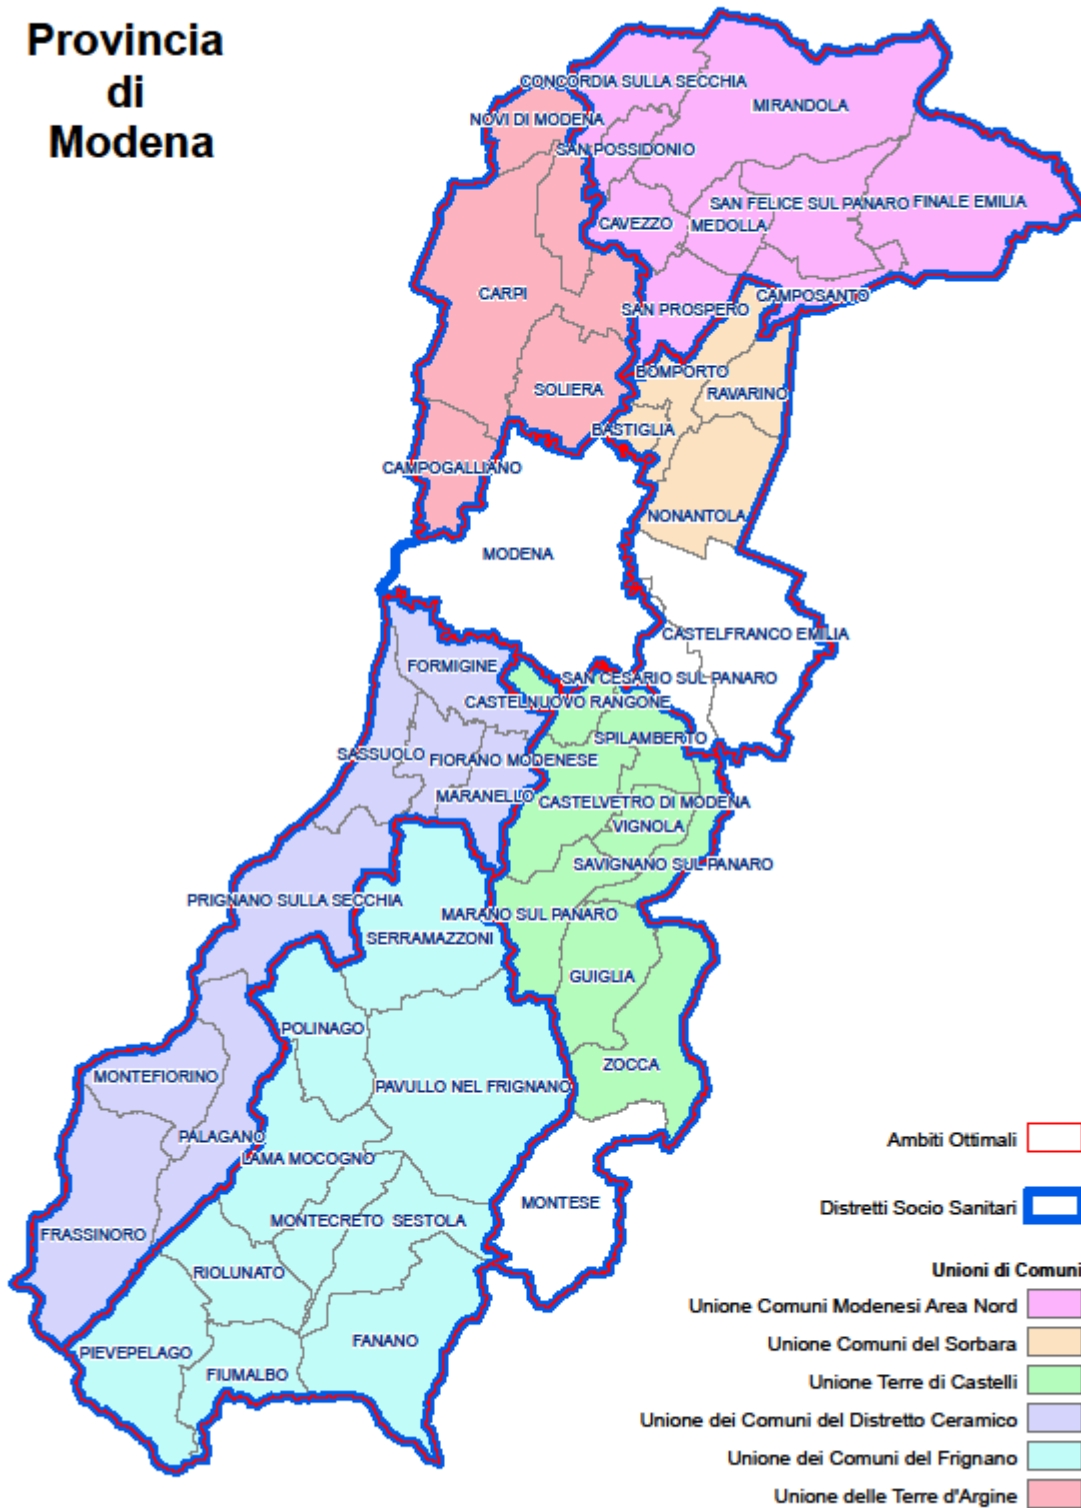 Provincia
di
Modena
CONCORDIA SULLA SECCHIA
MIRANDOLA
NOVI DI MODENA
SAN POSSIDONIO
SAN FELICE SUL PANARO
FINALE EMILIA
CAVEZZO
MEDOLLA
CARPI
CAMPOSANTO
SAN PROSPERO
BOMPORTO
SOLIERA
RAVARINO
BASTIGLIA
CAMPOGALLIANO
NONANTOLA
MODENA
CASTELFRANCO EMILIA
FORMIGINE
SAN CESARIO SUL PANARO
CASTELNUOVO RANGONE
SPILAMBERTO
SASSUOLO
FIORANO MODENESE
MARANELLO
CASTELVETRO DI MODENA
VIGNOLA
SAVIGNANO SUL PANARO
PRIGNANO SULLA SECCHIA
MARANO SUL PANARO
SERRAMAZZONI
GUIGLIA
POLINAGO
ZOCCA
MONTEFIORINO
PAVULLO NEL FRIGNANO
PALAGANO
LAMA MOCOGNO
MONTESE
MONTECRETO
SESTOLA
FRASSINORO
RIOLUNATO
FANANO
PIEVEPELAGO
FIUMALBO
Ambiti Ottimali
Distretti Socio Sanitari
Unioni di Comuni
Unione Comuni Modenesi Area Nord
Unione Comuni del Sorbara
Unione Terre di Castelli
Unione dei Comuni del Distretto Ceramico
Unione dei Comuni del Frignano
Unione delle Terre d'Argine